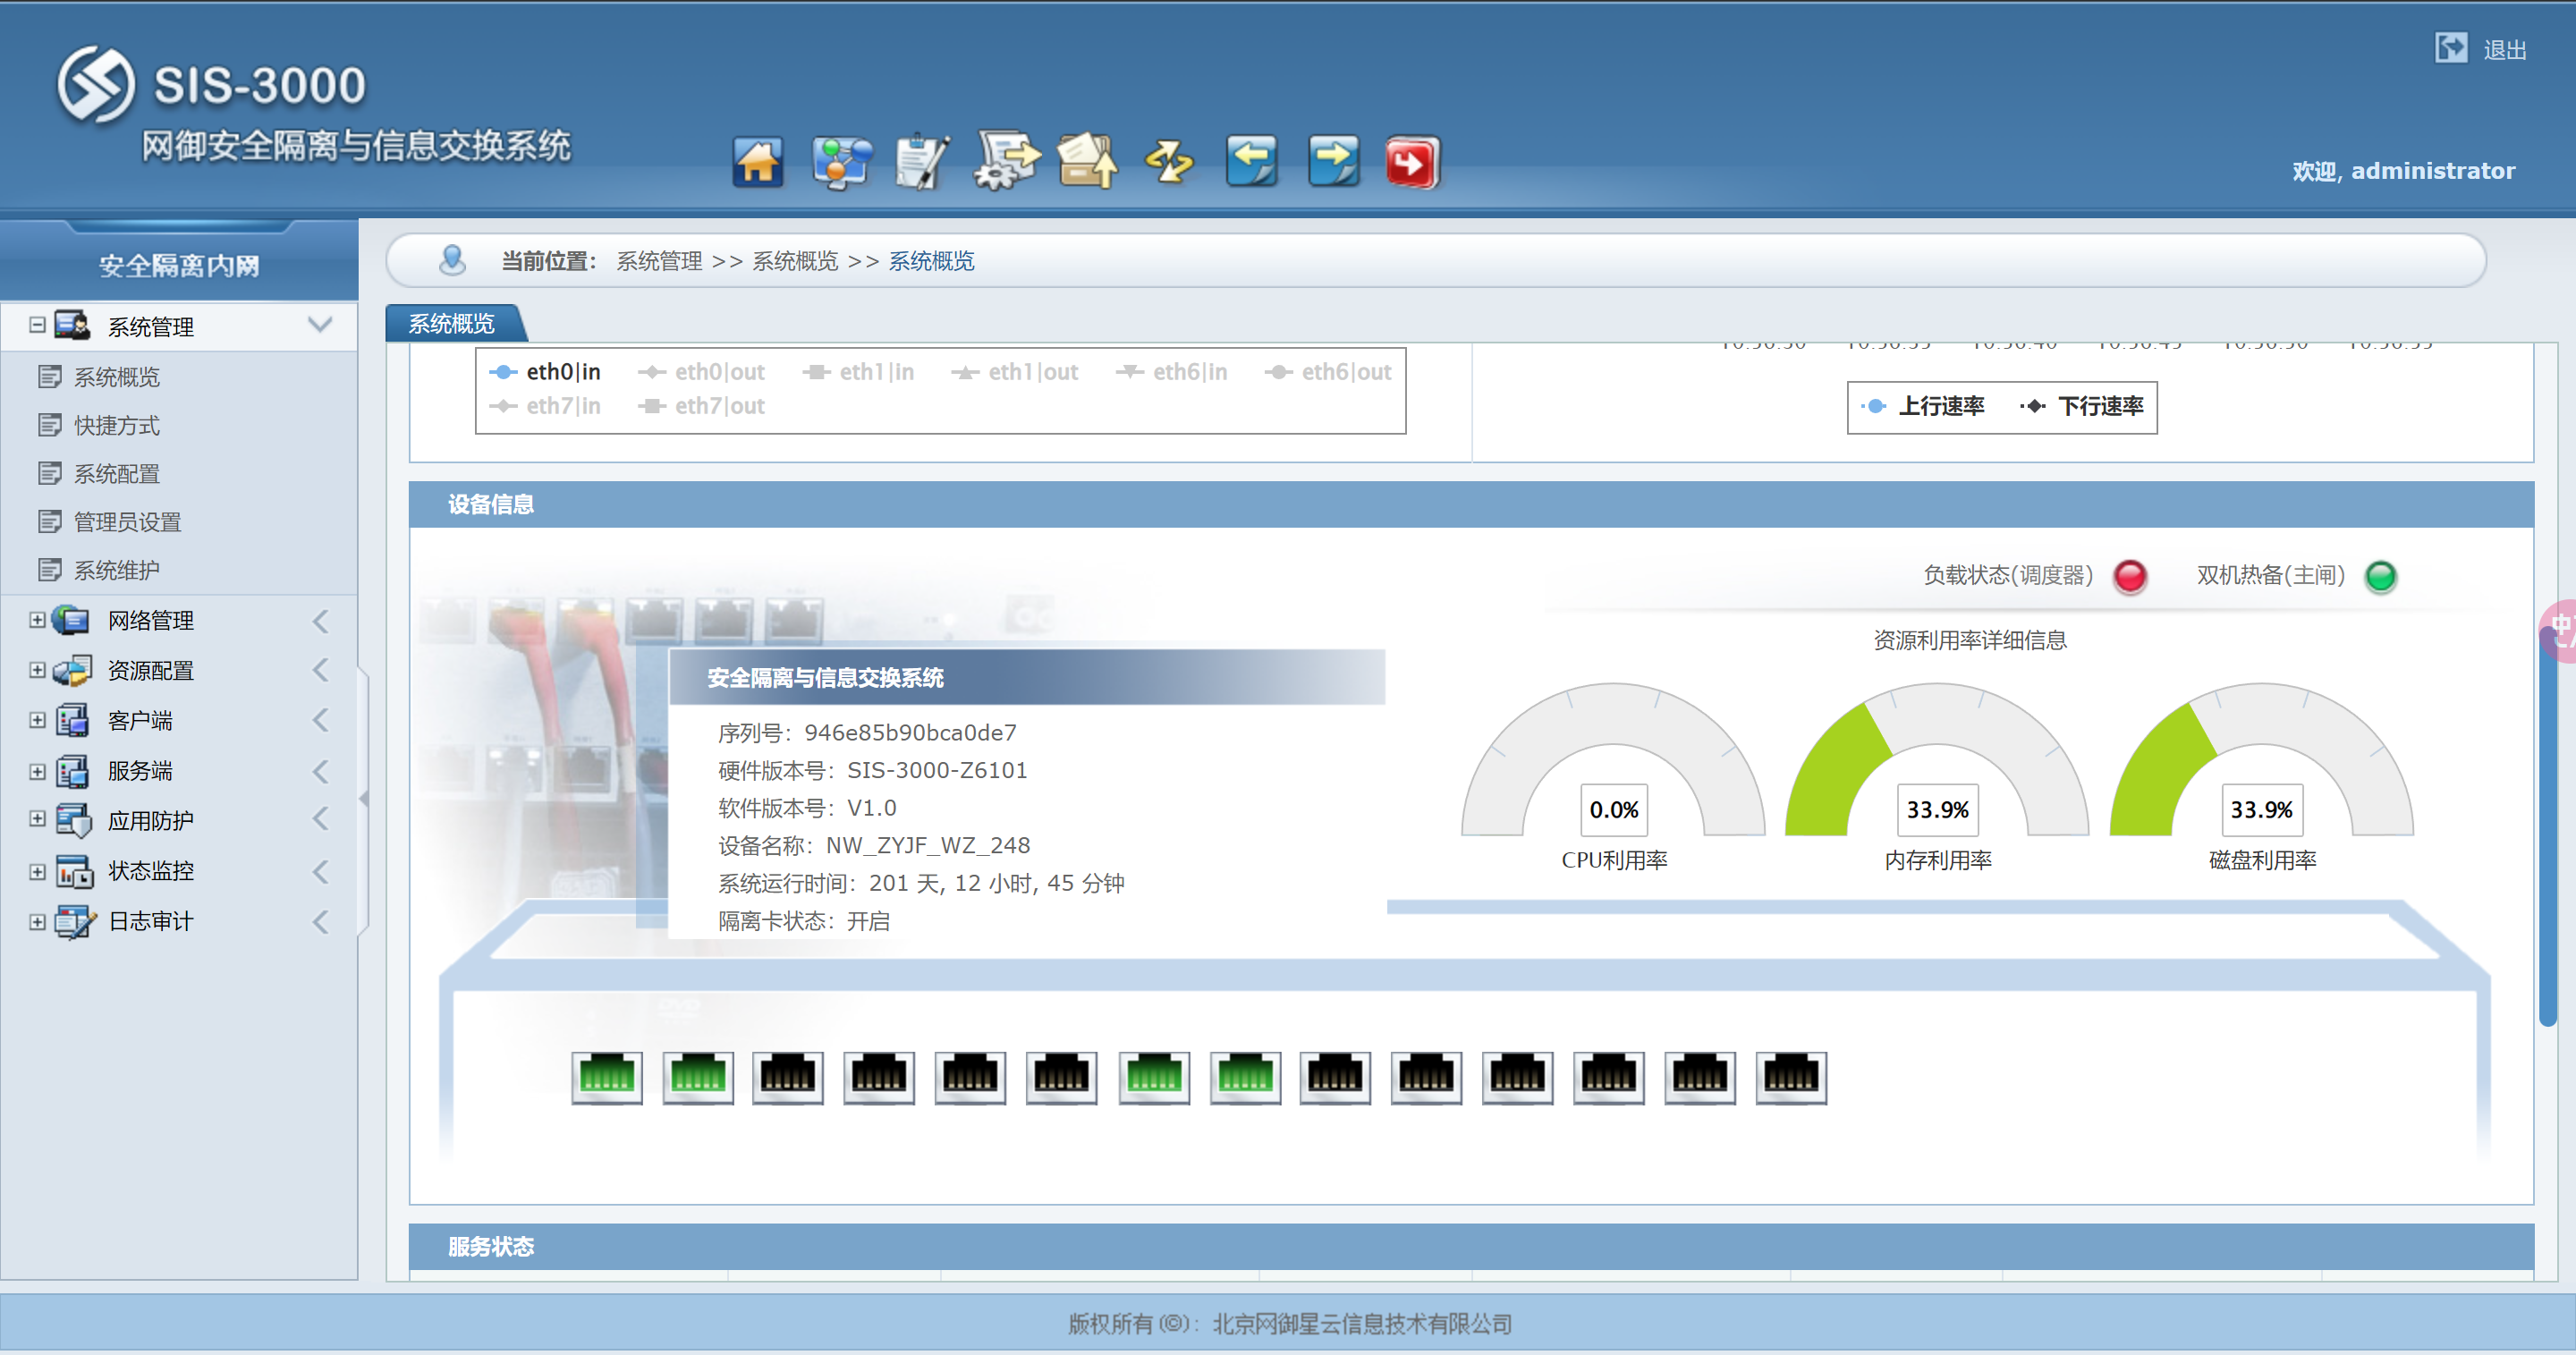 SIS-3000
网御安全隔离与信息交换系统
退出
欢迎, administrator
安全隔离内网
当前位置： 系统管理 >> 系统概览 >> 系统概览
系统管理
系统概览
快捷方式
系统配置
管理员设置
系统维护
网络管理
资源配置
客户端
服务端
应用防护
状态监控
日志审计
系统概览
eth0|in eth0|out eth1|in eth1|out eth6|in eth6|out
eth7|in eth7|out
上行速率 下行速率
设备信息
负载状态(调度器) 双机热备(主闸)
资源利用率详细信息
安全隔离与信息交换系统
序列号：946e85b90bca0de7
硬件版本号：SIS-3000-Z6101
软件版本号：V1.0
设备名称：NW_ZYJF_WZ_248
系统运行时间：201 天, 12 小时, 45 分钟
隔离卡状态：开启
0.0% 33.9% 33.9%
CPU利用率 内存利用率 磁盘利用率
服务状态
版权所有(©)：北京网御星云信息技术有限公司